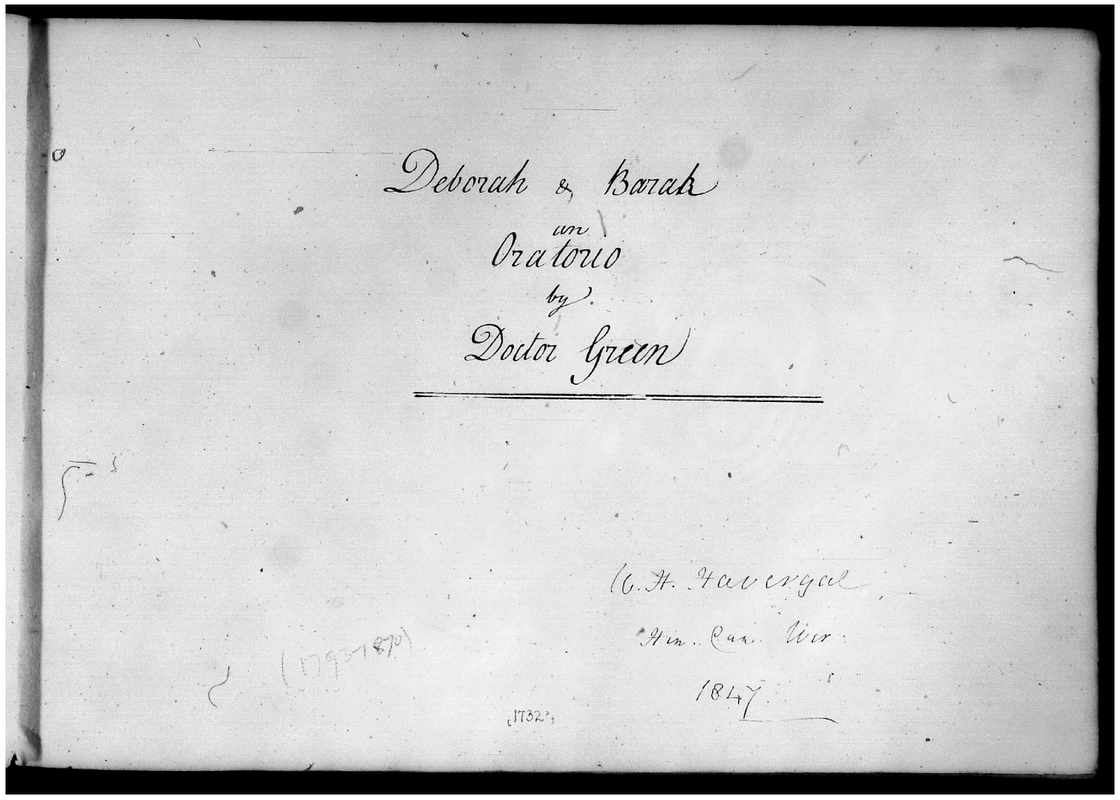 Deborah & Barak
an
Oratorio
by
Doctor Green
W. H. Havergal
Hon. Can. Wor.
1847
(1793-1870)
[1732?]